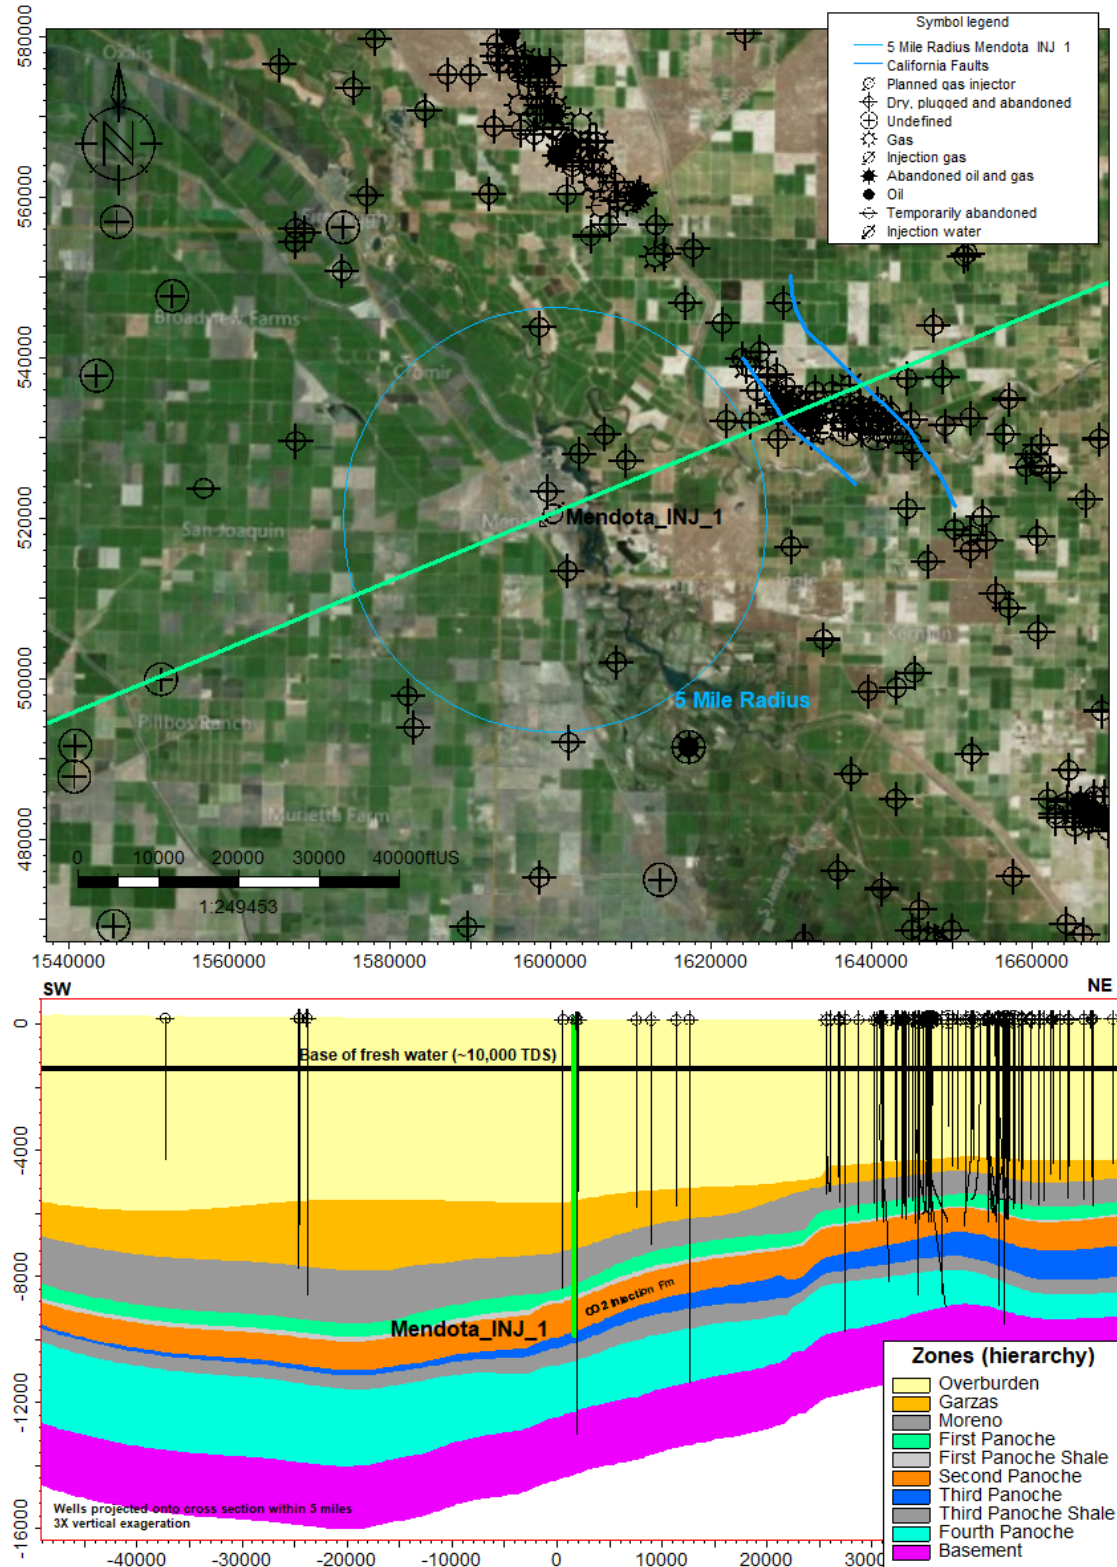 Symbol legend
5 Mile Radius Mendota INJ 1
California Faults
Planned gas injector
Dry, plugged and abandoned
Undefined
Gas
Injection gas
Abandoned oil and gas
Oil
Temporarily abandoned
Injection water
580000
560000
540000
520000
500000
480000
Oxalis
N
Broadview Farms
San Joaquin
Mendota_INJ_1
5 Mile Radius
Pillbos Ranch
Murietta Farm
0 10000 20000 30000 40000ftUS
1:249453
1540000 1560000 1580000 1600000 1620000 1640000 1660000
SW NE
0
Base of fresh water (~10,000 TDS)
-4000
-8000
CO2 Injection Fm
Mendota_INJ_1
-12000
-16000
Zones (hierarchy)
Overburden
Garzas
Moreno
First Panoche
First Panoche Shale
Second Panoche
Third Panoche
Third Panoche Shale
Fourth Panoche
Basement
Wells projected onto cross section within 5 miles
3X vertical exageration
-40000 -30000 -20000 -10000 0 10000 20000